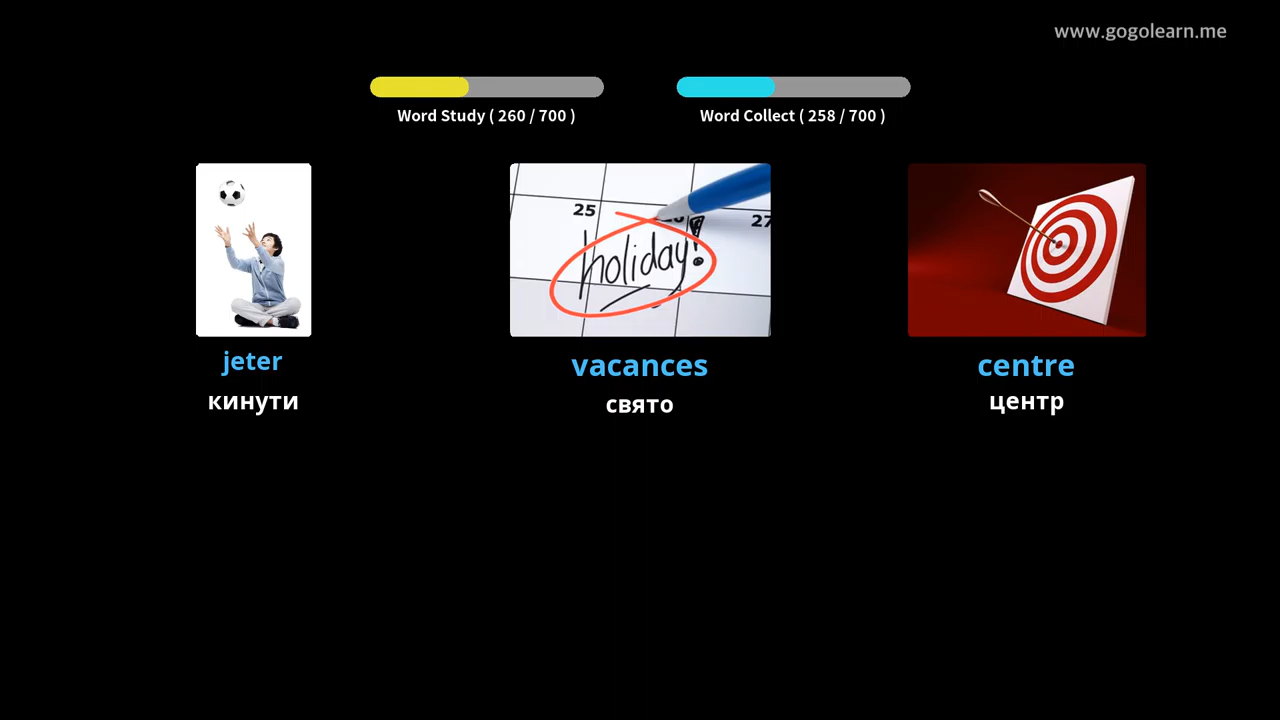 www.gogolearn.me
Word Study ( 260 / 700 )
Word Collect ( 258 / 700 )
25
27
holiday!
jeter
vacances
centre
кинути
свято
центр